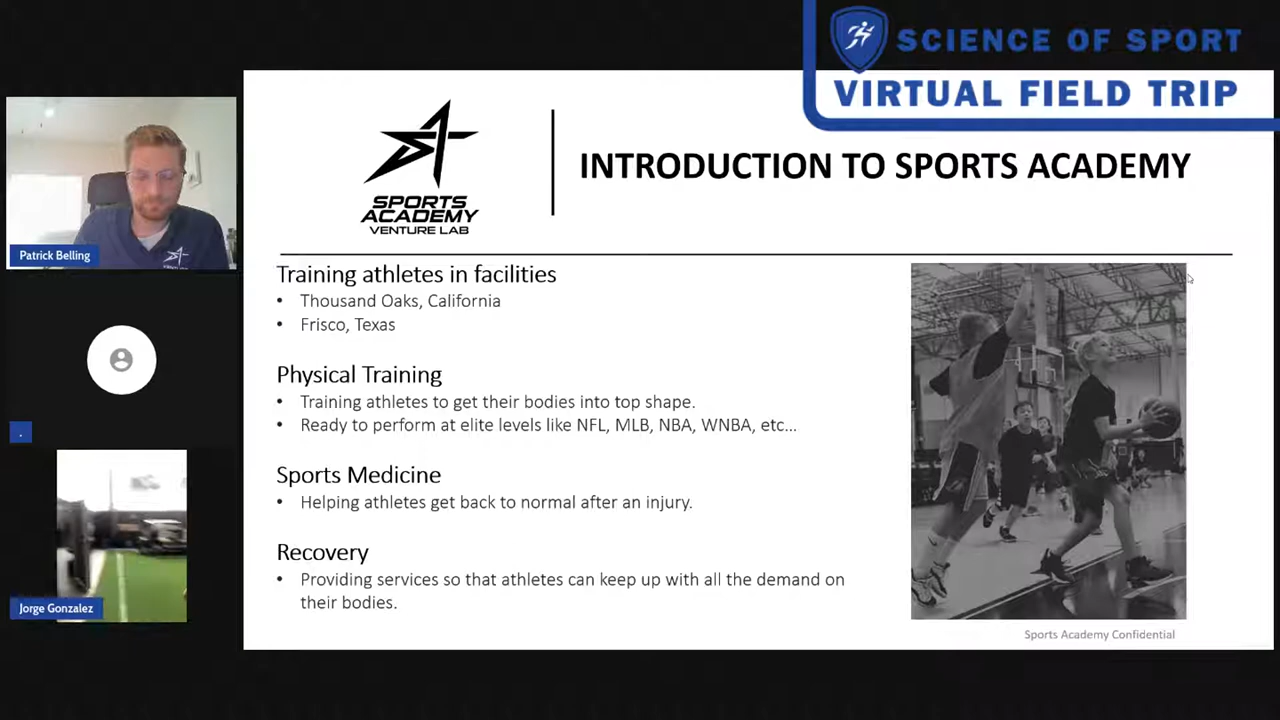 SCIENCE OF SPORT
VIRTUAL FIELD TRIP
SPORTS
ACADEMY
VENTURE LAB
INTRODUCTION TO SPORTS ACADEMY
Patrick Belling
.
Jorge Gonzalez
Training athletes in facilities
• Thousand Oaks, California
• Frisco, Texas
Physical Training
• Training athletes to get their bodies into top shape.
• Ready to perform at elite levels like NFL, MLB, NBA, WNBA, etc...
Sports Medicine
• Helping athletes get back to normal after an injury.
Recovery
• Providing services so that athletes can keep up with all the demand on
their bodies.
Sports Academy Confidential